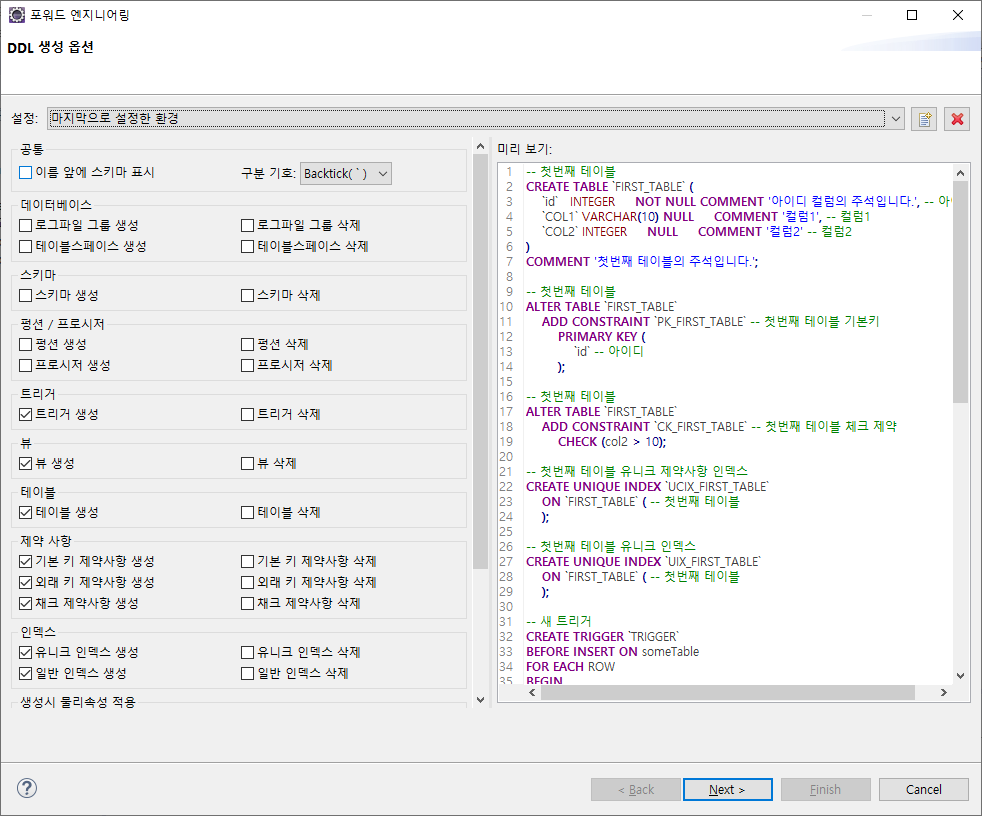 포워드 엔지니어링
DDL 생성 옵션
설정: 마지막으로 설정한 환경
공통
이름 앞에 스키마 표시 구분 기호: Backtick( ` )
데이터베이스
로그파일 그룹 생성 로그파일 그룹 삭제
테이블스페이스 생성 테이블스페이스 삭제
스키마
스키마 생성 스키마 삭제
펑션 / 프로시저
펑션 생성 펑션 삭제
프로시저 생성 프로시저 삭제
트리거
트리거 생성 트리거 삭제
뷰
뷰 생성 뷰 삭제
테이블
테이블 생성 테이블 삭제
제약 사항
기본 키 제약사항 생성 기본 키 제약사항 삭제
외래 키 제약사항 생성 외래 키 제약사항 삭제
채크 제약사항 생성 채크 제약사항 삭제
인덱스
유니크 인덱스 생성 유니크 인덱스 삭제
일반 인덱스 생성 일반 인덱스 삭제
생성시 물리속성 적용
미리 보기:
1 -- 첫번째 테이블
2 CREATE TABLE `FIRST_TABLE` (
3 `id` INTEGER NOT NULL COMMENT '아이디 컬럼의 주석입니다.', -- 아
4 `COL1` VARCHAR(10) NULL COMMENT '컬럼1', -- 컬럼1
5 `COL2` INTEGER NULL COMMENT '컬럼2' -- 컬럼2
6 )
7 COMMENT '첫번째 테이블의 주석입니다.';
8
9 -- 첫번째 테이블
10 ALTER TABLE `FIRST_TABLE`
11 ADD CONSTRAINT `PK_FIRST_TABLE` -- 첫번째 테이블 기본키
12 PRIMARY KEY (
13 `id` -- 아이디
14 );
15
16 -- 첫번째 테이블
17 ALTER TABLE `FIRST_TABLE`
18 ADD CONSTRAINT `CK_FIRST_TABLE` -- 첫번째 테이블 체크 제약
19 CHECK (col2 > 10);
20
21 -- 첫번째 테이블 유니크 제약사항 인덱스
22 CREATE UNIQUE INDEX `UCIX_FIRST_TABLE`
23 ON `FIRST_TABLE` ( -- 첫번째 테이블
24 );
25
26 -- 첫번째 테이블 유니크 인덱스
27 CREATE UNIQUE INDEX `UIX_FIRST_TABLE`
28 ON `FIRST_TABLE` ( -- 첫번째 테이블
29 );
30
31 -- 새 트리거
32 CREATE TRIGGER `TRIGGER`
33 BEFORE INSERT ON someTable
34 FOR EACH ROW
35 BEGIN
< Back Next > Finish Cancel